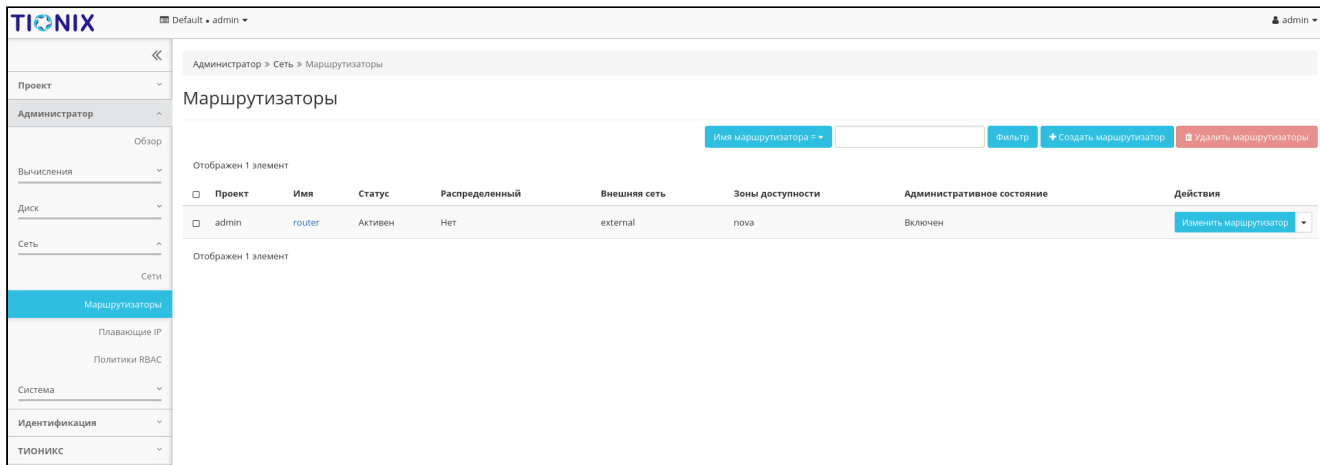 TIONIX
Default • admin
admin
Администратор » Сеть » Маршрутизаторы
Проект
Администратор
Обзор
Вычисления
Диск
Сеть
Сети
Маршрутизаторы
Плавающие IP
Политики RBAC
Система
Идентификация
ТИОНИКС
Маршрутизаторы
Имя маршрутизатора = Фильтр + Создать маршрутизатор Удалить маршрутизаторы
Отображен 1 элемент
Проект Имя Статус Распределенный Внешняя сеть Зоны доступности Административное состояние Действия
admin router Активен Нет external nova Включен Изменить маршрутизатор
Отображен 1 элемент